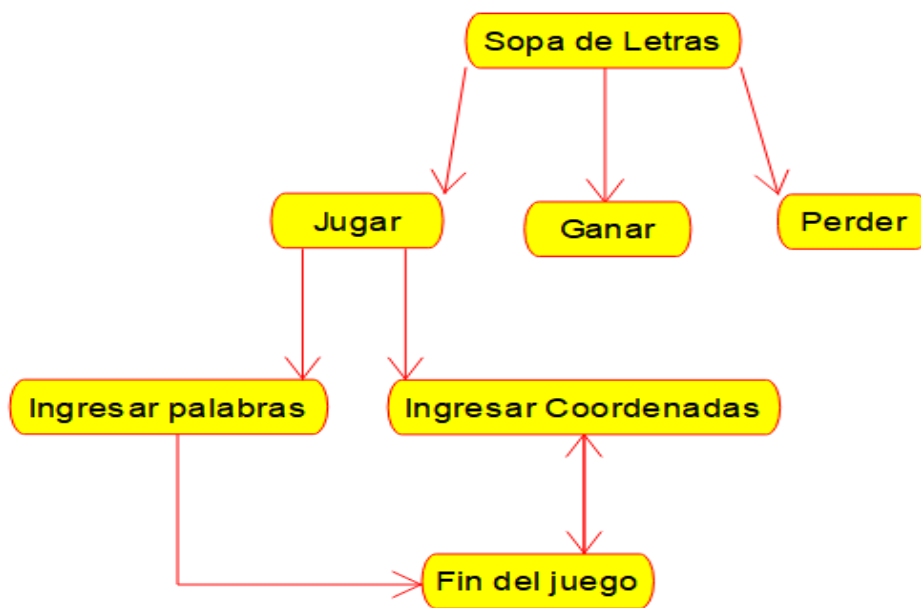 Sopa de Letras
Jugar
Ganar
Perder
Ingresar palabras
Ingresar Coordenadas
Fin del juego